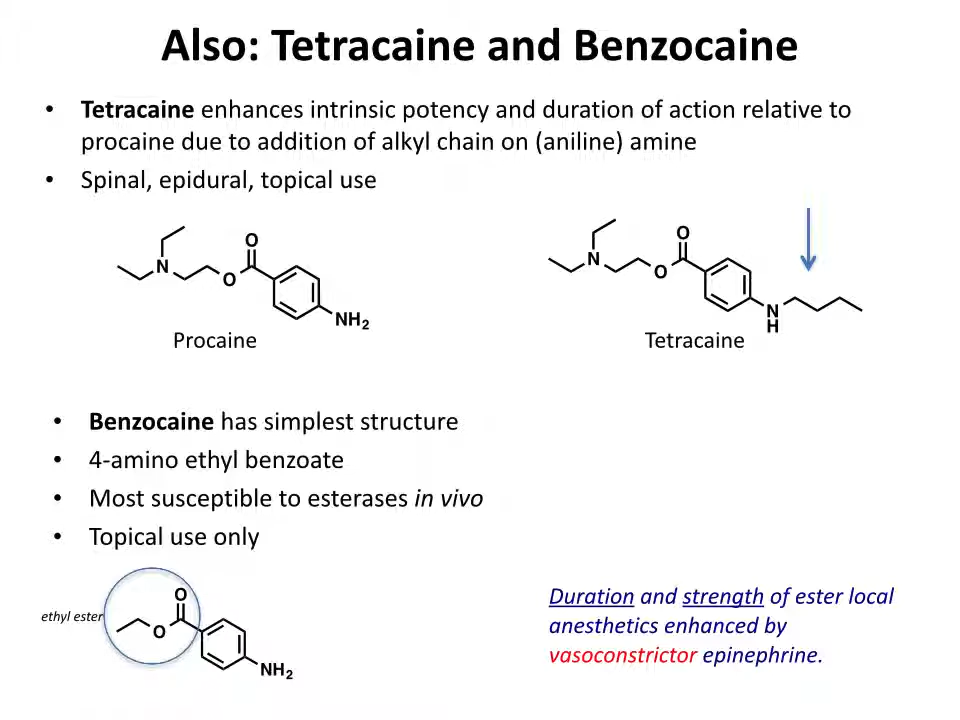 Also: Tetracaine and Benzocaine
• Tetracaine enhances intrinsic potency and duration of action relative to
procaine due to addition of alkyl chain on (aniline) amine
• Spinal, epidural, topical use
N
O
O
NH2
Procaine
N
O
O
N
H
Tetracaine
• Benzocaine has simplest structure
• 4-amino ethyl benzoate
• Most susceptible to esterases in vivo
• Topical use only
ethyl ester
O
O
NH2
Duration and strength of ester local
anesthetics enhanced by
vasoconstrictor epinephrine.